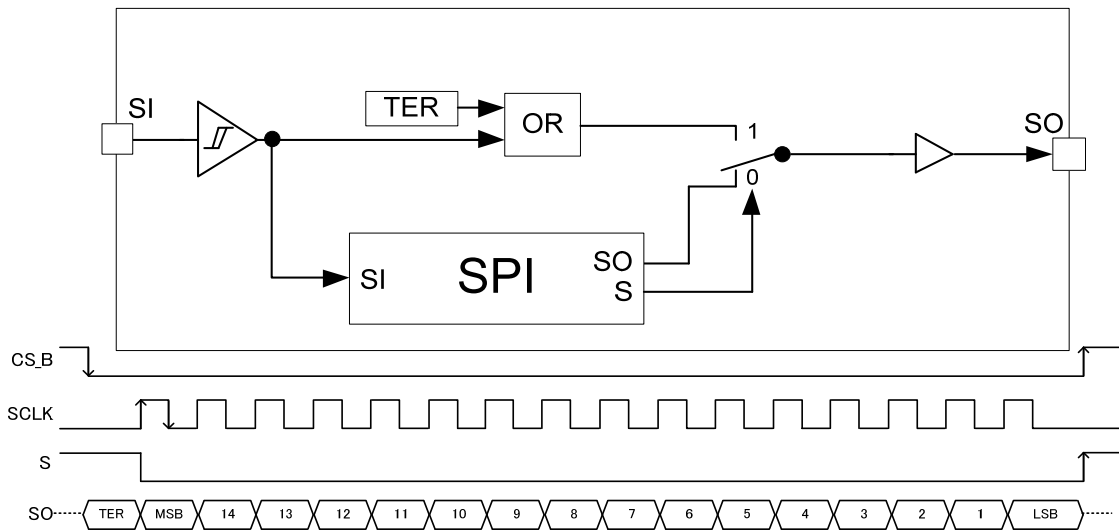 SI
TER
OR
1
SO
0
SPI
SI
SO
S
CS_B
SCLK
S
SO TER MSB 14 13 12 11 10 9 8 7 6 5 4 3 2 1 LSB